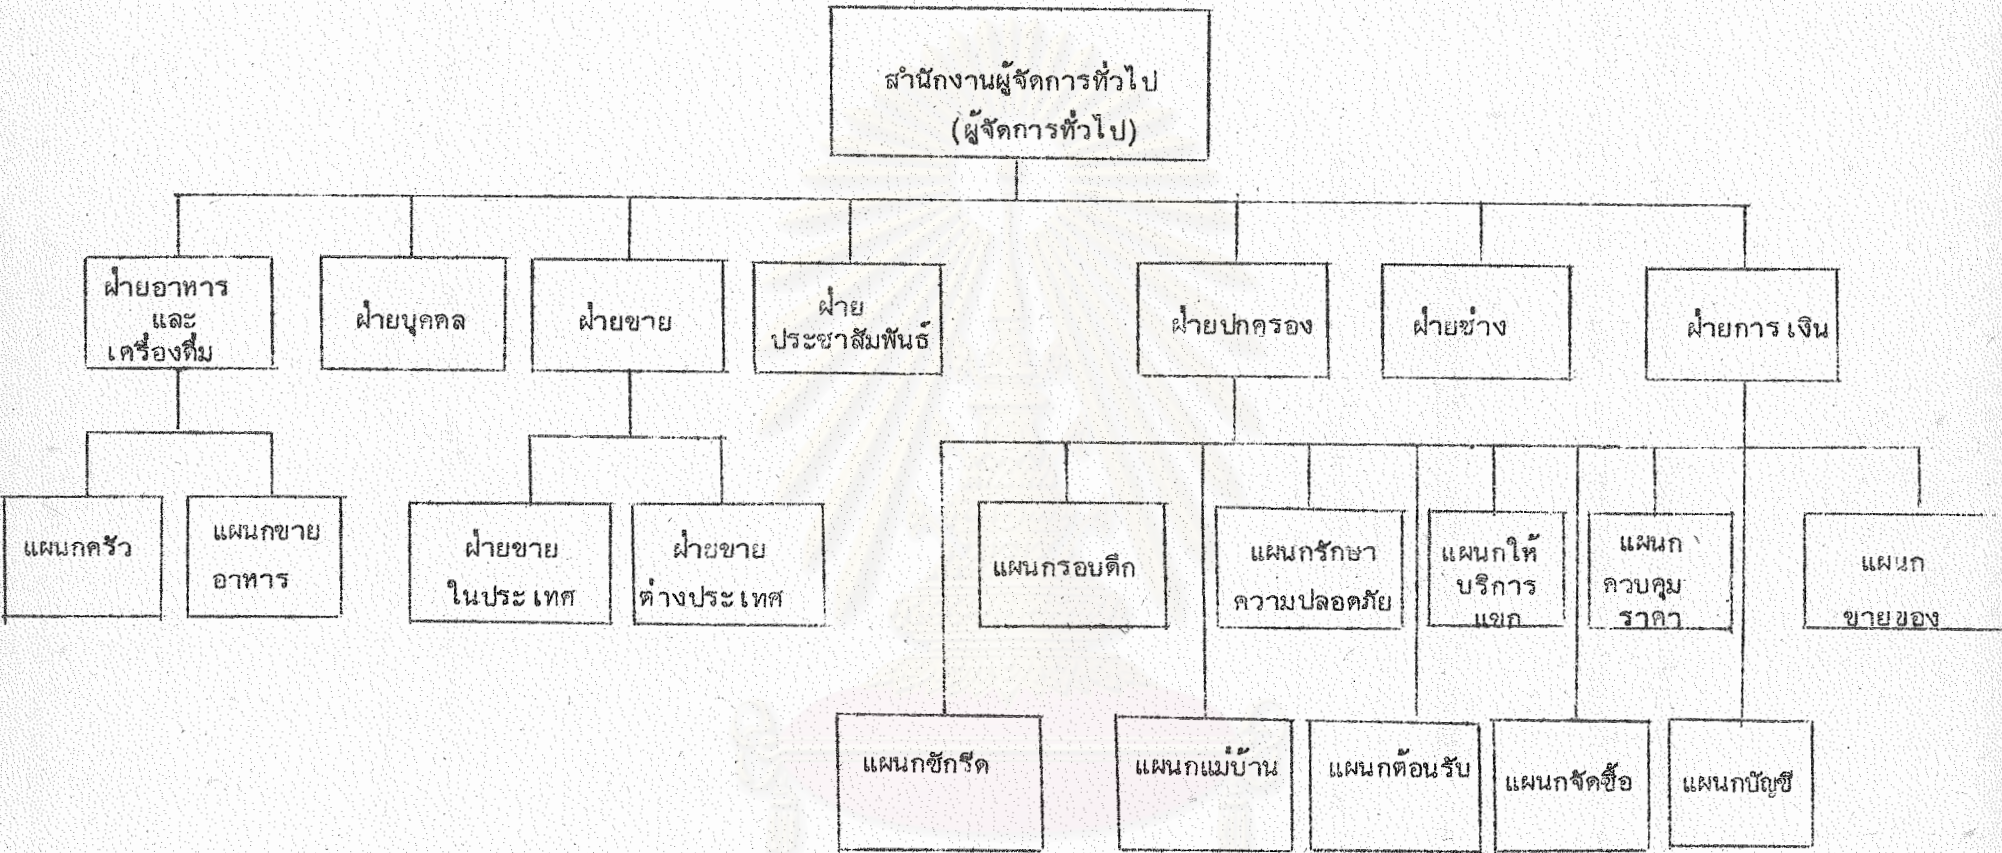 สำนักงานผู้จัดการทั่วไป
(ผู้จัดการทั่วไป)
ฝ่ายอาหาร
และ
เครื่องดื่ม
ฝ่ายบุคคล
ฝ่ายขาย
ฝ่าย
ประชาสัมพันธ์
ฝ่ายปกครอง
ฝ่ายช่าง
ฝ่ายการเงิน
แผนกครัว
แผนกขาย
อาหาร
ฝ่ายขาย
ในประเทศ
ฝ่ายขาย
ต่างประเทศ
แผนกรอบตึก
แผนกรักษา
ความปลอดภัย
แผนกให้
บริการ
แขก
แผนก
ควบคุม
ราคา
แผนก
ขายของ
แผนกซักรีด
แผนกแม่บ้าน
แผนกต้อนรับ
แผนกจัดซื้อ
แผนกบัญชี